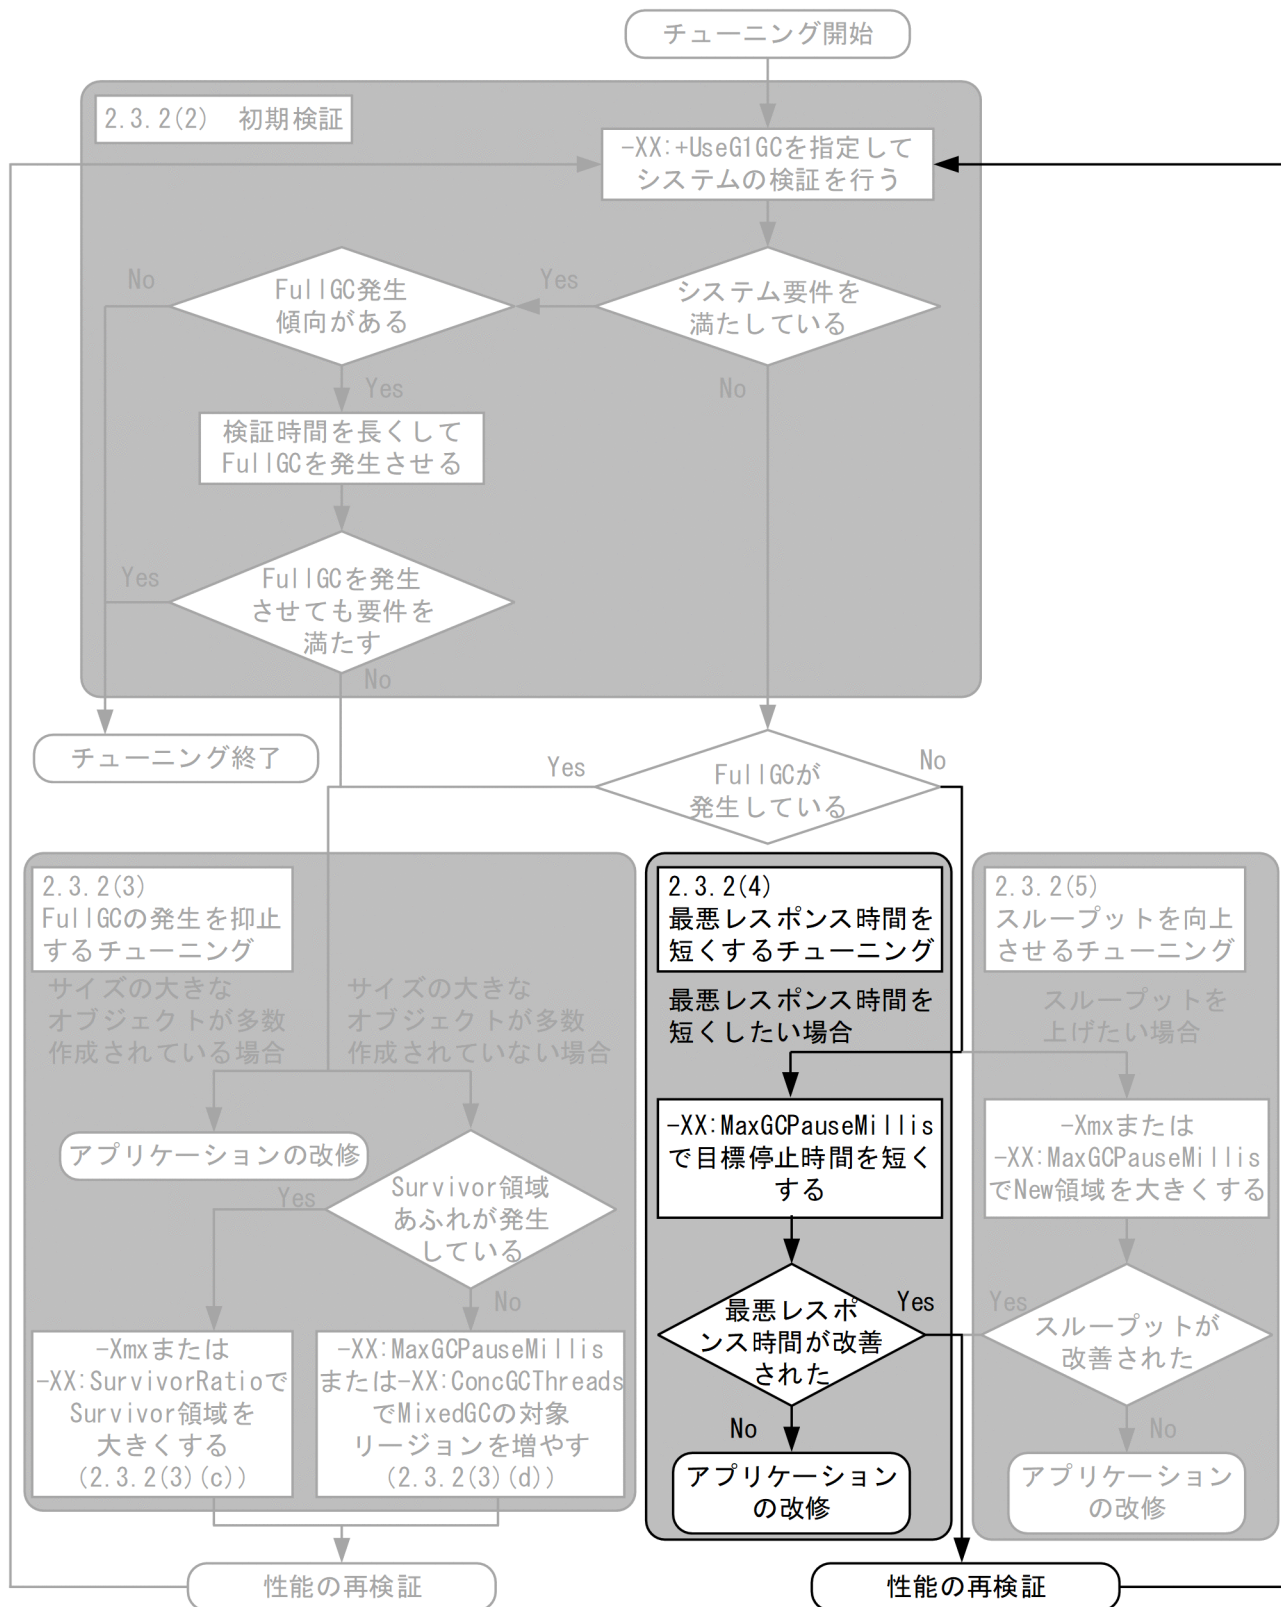 チューニング開始
2.3.2(2) 初期検証
-XX:+UseG1GCを指定して
システムの検証を行う
システム要件を
満たしている
Yes
No
FullGC発生
傾向がある
No
Yes
検証時間を長くして
FullGCを発生させる
FullGCを発生
させても要件を
満たす
Yes
No
チューニング終了
FullGCが
発生している
Yes
No
2.3.2(3)
FullGCの発生を抑止
するチューニング
サイズの大きな
オブジェクトが多数
作成されている場合
サイズの大きな
オブジェクトが多数
作成されていない場合
アプリケーションの改修
Survivor領域
あふれが発生
している
Yes
No
-Xmxまたは
-XX:SurvivorRatioで
Survivor領域を
大きくする
(2.3.2(3)(c))
-XX:MaxGCPauseMillis
または-XX:ConcGCThreads
でMixedGCの対象
リージョンを増やす
(2.3.2(3)(d))
性能の再検証
2.3.2(4)
最悪レスポンス時間を
短くするチューニング
最悪レスポンス時間を
短くしたい場合
-XX:MaxGCPauseMillis
で目標停止時間を短く
する
最悪レスポ
ンス時間が改善
された
Yes
No
アプリケーション
の改修
2.3.2(5)
スループットを向上
させるチューニング
スループットを
上げたい場合
-Xmxまたは
-XX:MaxGCPauseMillis
でNew領域を大きくする
スループットが
改善された
Yes
No
アプリケーション
の改修
性能の再検証